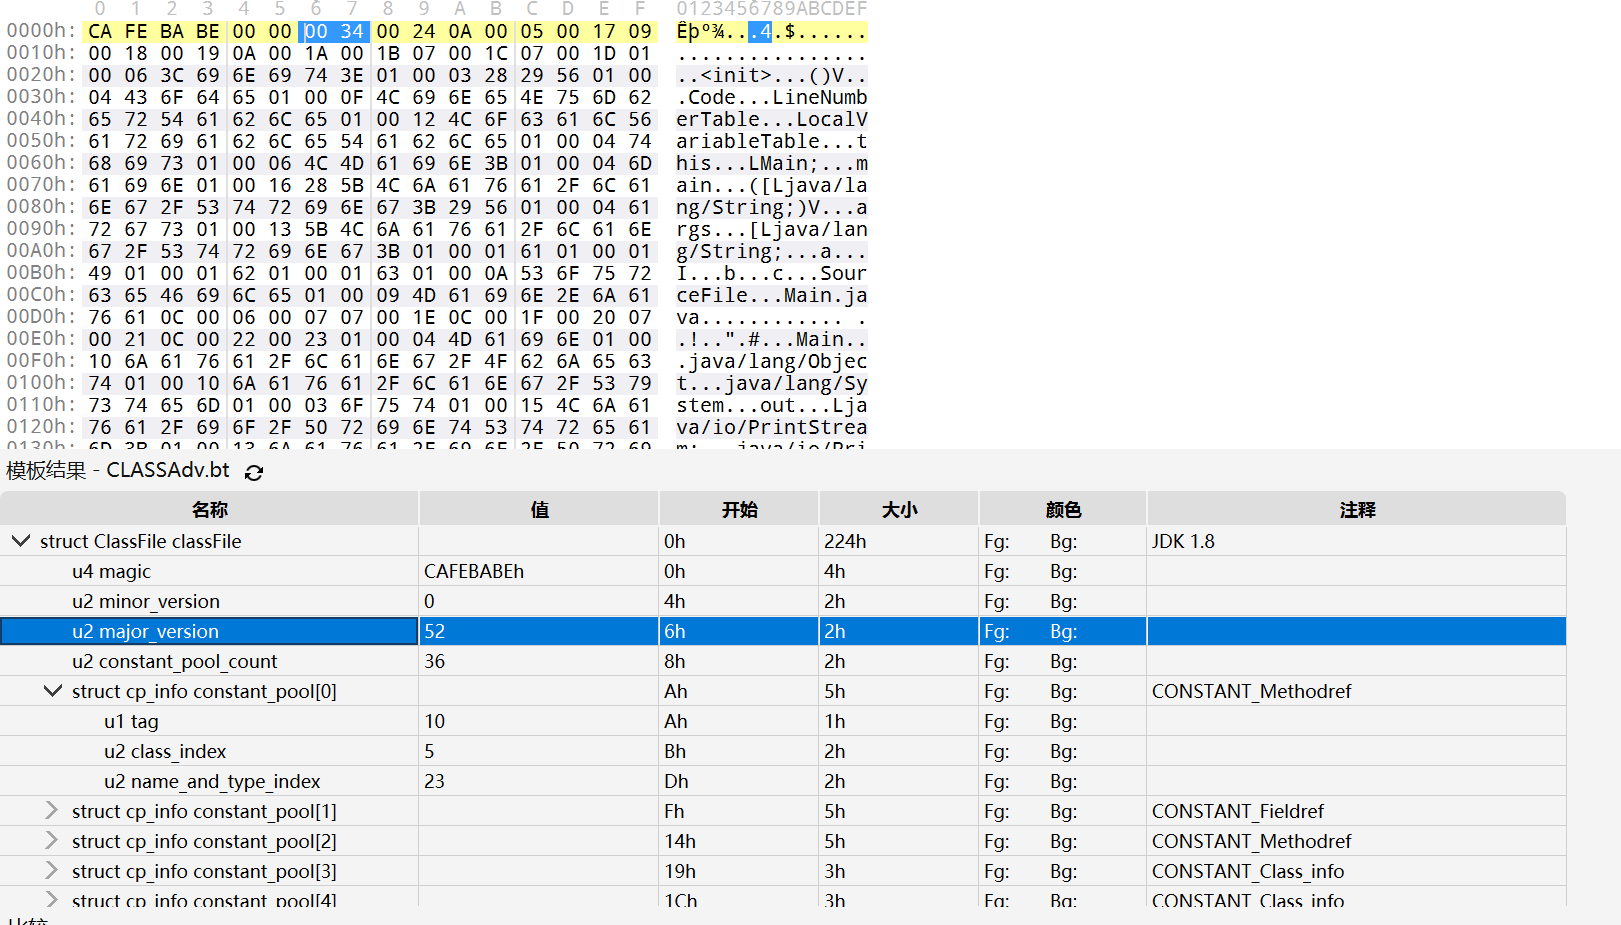 0 1 2 3 4 5 6 7 8 9 A B C D E F 0123456789ABCDEF
0000h: CA FE BA BE 00 00 00 34 00 24 0A 00 05 00 17 09 Êþº¾...4.$......
0010h: 00 18 00 19 0A 00 1A 00 1B 07 00 1C 07 00 1D 01 ................
0020h: 00 06 3C 69 6E 69 74 3E 01 00 03 28 29 56 01 00 ..<init>...()V..
0030h: 04 43 6F 64 65 01 00 0F 4C 69 6E 65 4E 75 6D 62 .Code...LineNumb
0040h: 65 72 54 61 62 6C 65 01 00 12 4C 6F 63 61 6C 56 erTable...LocalV
0050h: 61 72 69 61 62 6C 65 54 61 62 6C 65 01 00 04 74 ariableTable...t
0060h: 68 69 73 01 00 06 4C 4D 61 69 6E 3B 01 00 04 6D his...LMain;...m
0070h: 61 69 6E 01 00 16 28 5B 4C 6A 61 76 61 2F 6C 61 ain...([Ljava/la
0080h: 6E 67 2F 53 74 72 69 6E 67 3B 29 56 01 00 04 61 ng/String;)V...a
0090h: 72 67 73 01 00 13 5B 4C 6A 61 76 61 2F 6C 61 6E rgs...[Ljava/lan
00A0h: 67 2F 53 74 72 69 6E 67 3B 01 00 01 61 01 00 01 g/String;...a...
00B0h: 49 01 00 01 62 01 00 01 63 01 00 0A 53 6F 75 72 I...b...c...Sour
00C0h: 63 65 46 69 6C 65 01 00 09 4D 61 69 6E 2E 6A 61 ceFile...Main.ja
00D0h: 76 61 0C 00 06 00 07 07 00 1E 0C 00 1F 00 20 07 va............ .
00E0h: 00 21 0C 00 22 00 23 01 00 04 4D 61 69 6E 01 00 .!..".#...Main..
00F0h: 10 6A 61 76 61 2F 6C 61 6E 67 2F 4F 62 6A 65 63 .java/lang/Objec
0100h: 74 01 00 10 6A 61 76 61 2F 6C 61 6E 67 2F 53 79 t...java/lang/Sy
0110h: 73 74 65 6D 01 00 03 6F 75 74 01 00 15 4C 6A 61 stem...out...Lja
0120h: 76 61 2F 69 6F 2F 50 72 69 6E 74 53 74 72 65 61 va/io/PrintStrea
0130h: 6D 3B 01 00 13 6A 61 76 61 2F 69 6F 2F 50 72 69 m;...java/io/Pri
模板结果 - CLASSAdv.bt
名称 值 开始 大小 颜色 注释
struct ClassFile classFile 0h 224h Fg: Bg: JDK 1.8
u4 magic CAFEBABEh 0h 4h Fg: Bg:
u2 minor_version 0 4h 2h Fg: Bg:
u2 major_version 52 6h 2h Fg: Bg:
u2 constant_pool_count 36 8h 2h Fg: Bg:
struct cp_info constant_pool[0] Ah 5h Fg: Bg: CONSTANT_Methodref
u1 tag 10 Ah 1h Fg: Bg:
u2 class_index 5 Bh 2h Fg: Bg:
u2 name_and_type_index 23 Dh 2h Fg: Bg:
struct cp_info constant_pool[1] Fh 5h Fg: Bg: CONSTANT_Fieldref
struct cp_info constant_pool[2] 14h 5h Fg: Bg: CONSTANT_Methodref
struct cp_info constant_pool[3] 19h 3h Fg: Bg: CONSTANT_Class_info
struct cp_info constant_pool[4] 1Ch 3h Fg: Bg: CONSTANT_Class_info